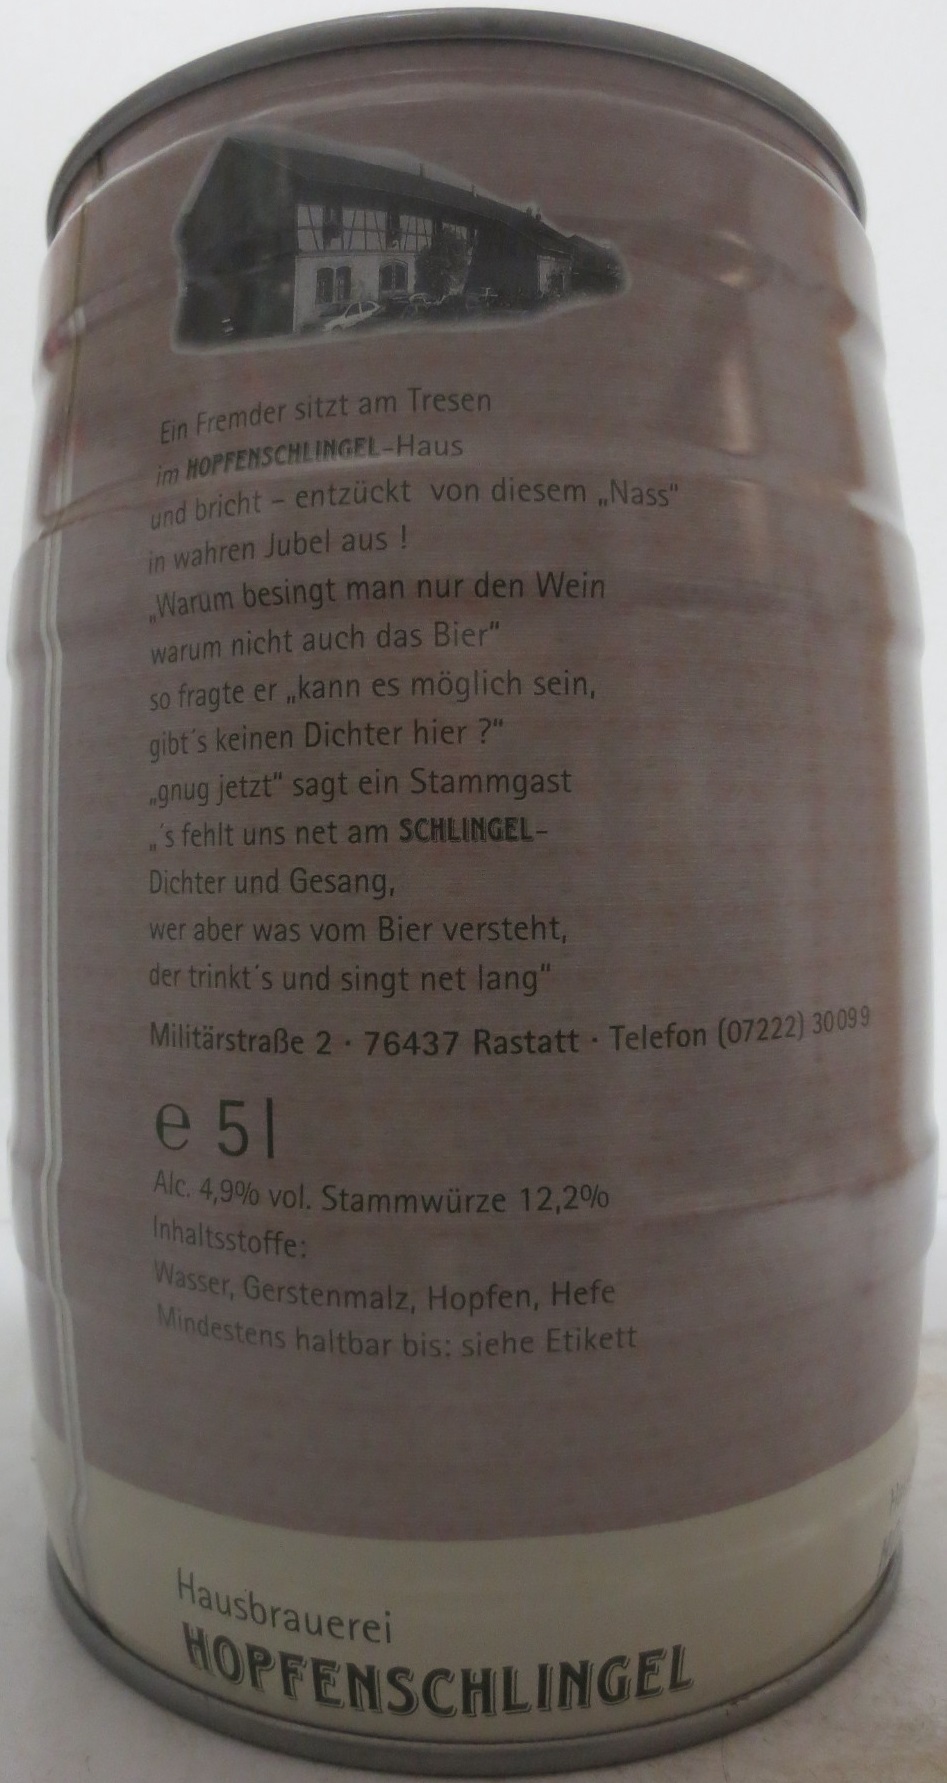 Ein Fremder sitzt am Tresen
im HOPFENSCHLINGEL-Haus
und bricht – entzückt von diesem „Nass"
in wahren Jubel aus !
„Warum besingt man nur den Wein
warum nicht auch das Bier"
so fragte er „kann es möglich sein,
gibt´s keinen Dichter hier ?"
„gnug jetzt" sagt ein Stammgast
„´s fehlt uns net am SCHLINGEL-
Dichter und Gesang,
wer aber was vom Bier versteht,
der trinkt´s und singt net lang"
Militärstraße 2 · 76437 Rastatt · Telefon (07222) 30099
e 5l
Alc. 4,9% vol. Stammwürze 12,2%
Inhaltsstoffe:
Wasser, Gerstenmalz, Hopfen, Hefe
Mindestens haltbar bis: siehe Etikett
Hausbrauerei
HOPFENSCHLINGEL